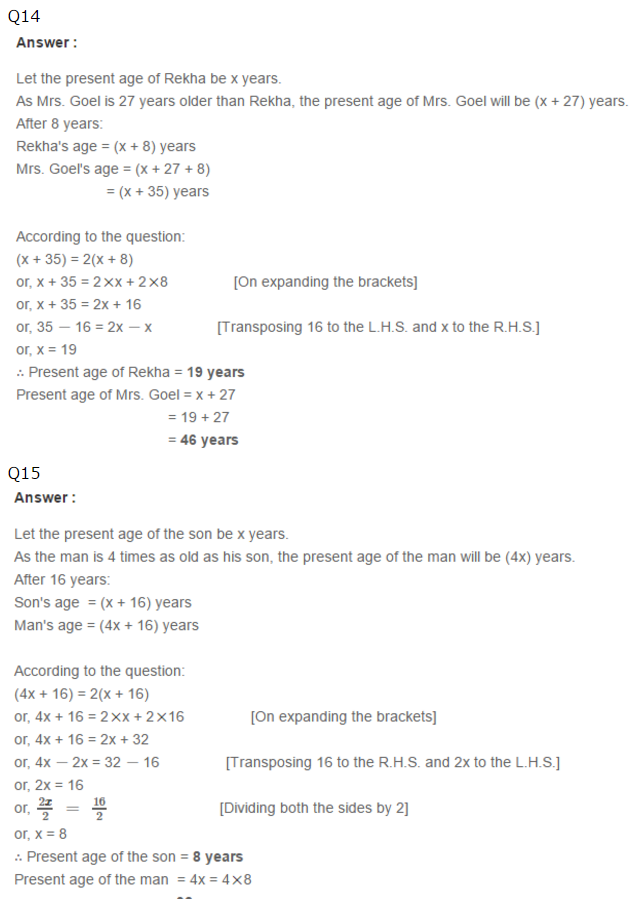 Q14
Answer :
Let the present age of Rekha be x years.
As Mrs. Goel is 27 years older than Rekha, the present age of Mrs. Goel will be (x + 27) years.
After 8 years:
Rekha's age = (x + 8) years
Mrs. Goel's age = (x + 27 + 8)
= (x + 35) years
According to the question:
(x + 35) = 2(x + 8)
or, x + 35 = 2×x + 2×8 [On expanding the brackets]
or, x + 35 = 2x + 16
or, 35 − 16 = 2x − x [Transposing 16 to the L.H.S. and x to the R.H.S.]
or, x = 19
∴ Present age of Rekha = 19 years
Present age of Mrs. Goel = x + 27
= 19 + 27
= 46 years
Q15
Answer :
Let the present age of the son be x years.
As the man is 4 times as old as his son, the present age of the man will be (4x) years.
After 16 years:
Son's age = (x + 16) years
Man's age = (4x + 16) years
According to the question:
(4x + 16) = 2(x + 16)
or, 4x + 16 = 2×x + 2×16 [On expanding the brackets]
or, 4x + 16 = 2x + 32
or, 4x − 2x = 32 − 16 [Transposing 16 to the R.H.S. and 2x to the L.H.S.]
or, 2x = 16
or, 2x/2 = 16/2 [Dividing both the sides by 2]
or, x = 8
∴ Present age of the son = 8 years
Present age of the man = 4x = 4×8